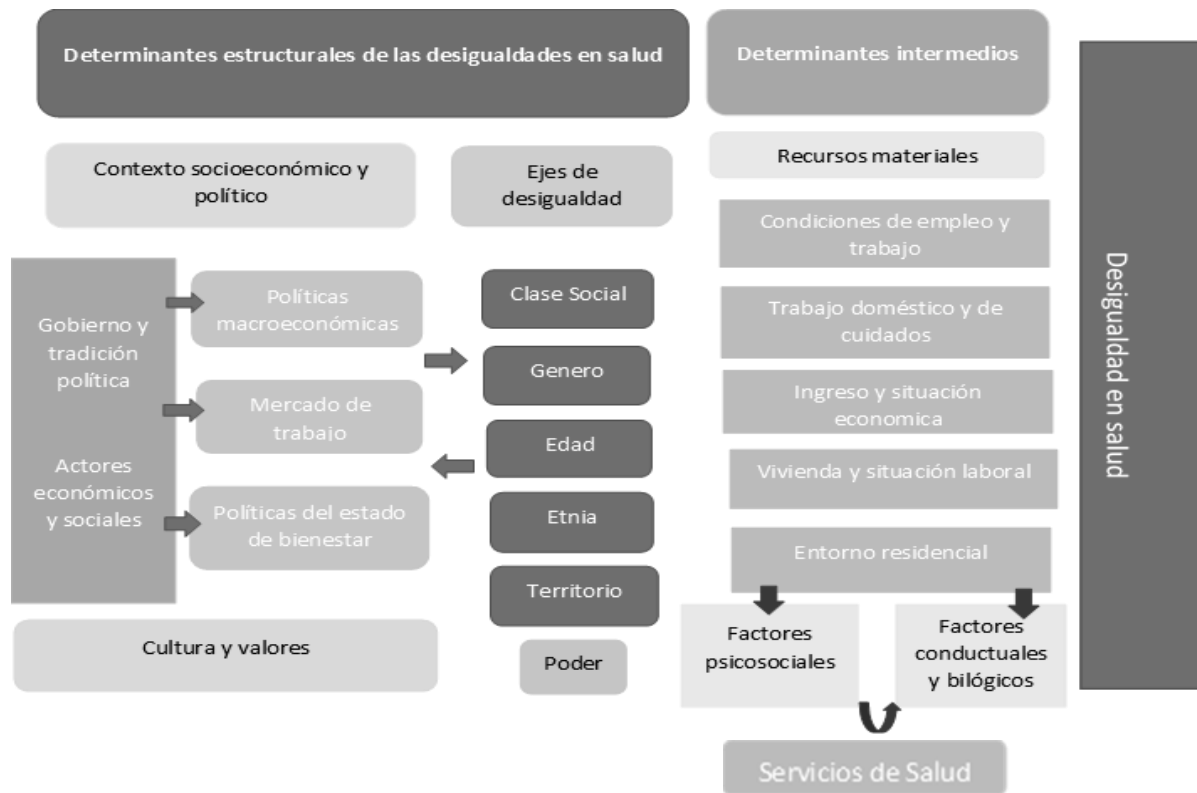 Determinantes estructurales de las desigualdades en salud
Determinantes intermedios
Contexto socioeconómico y
político
Ejes de
desigualdad
Recursos materiales
Gobierno y
tradición
política
Actores
económicos
y sociales
Políticas
macroeconómicas
Mercado de
trabajo
Políticas del estado
de bienestar
Cultura y valores
Clase Social
Genero
Edad
Etnia
Territorio
Poder
Condiciones de empleo y
trabajo
Trabajo doméstico y de
cuidados
Ingreso y situación
economica
Vivienda y situación laboral
Entorno residencial
Factores
psicosociales
Factores
conductuales
y bilógicos
Servicios de Salud
Desigualdad en salud